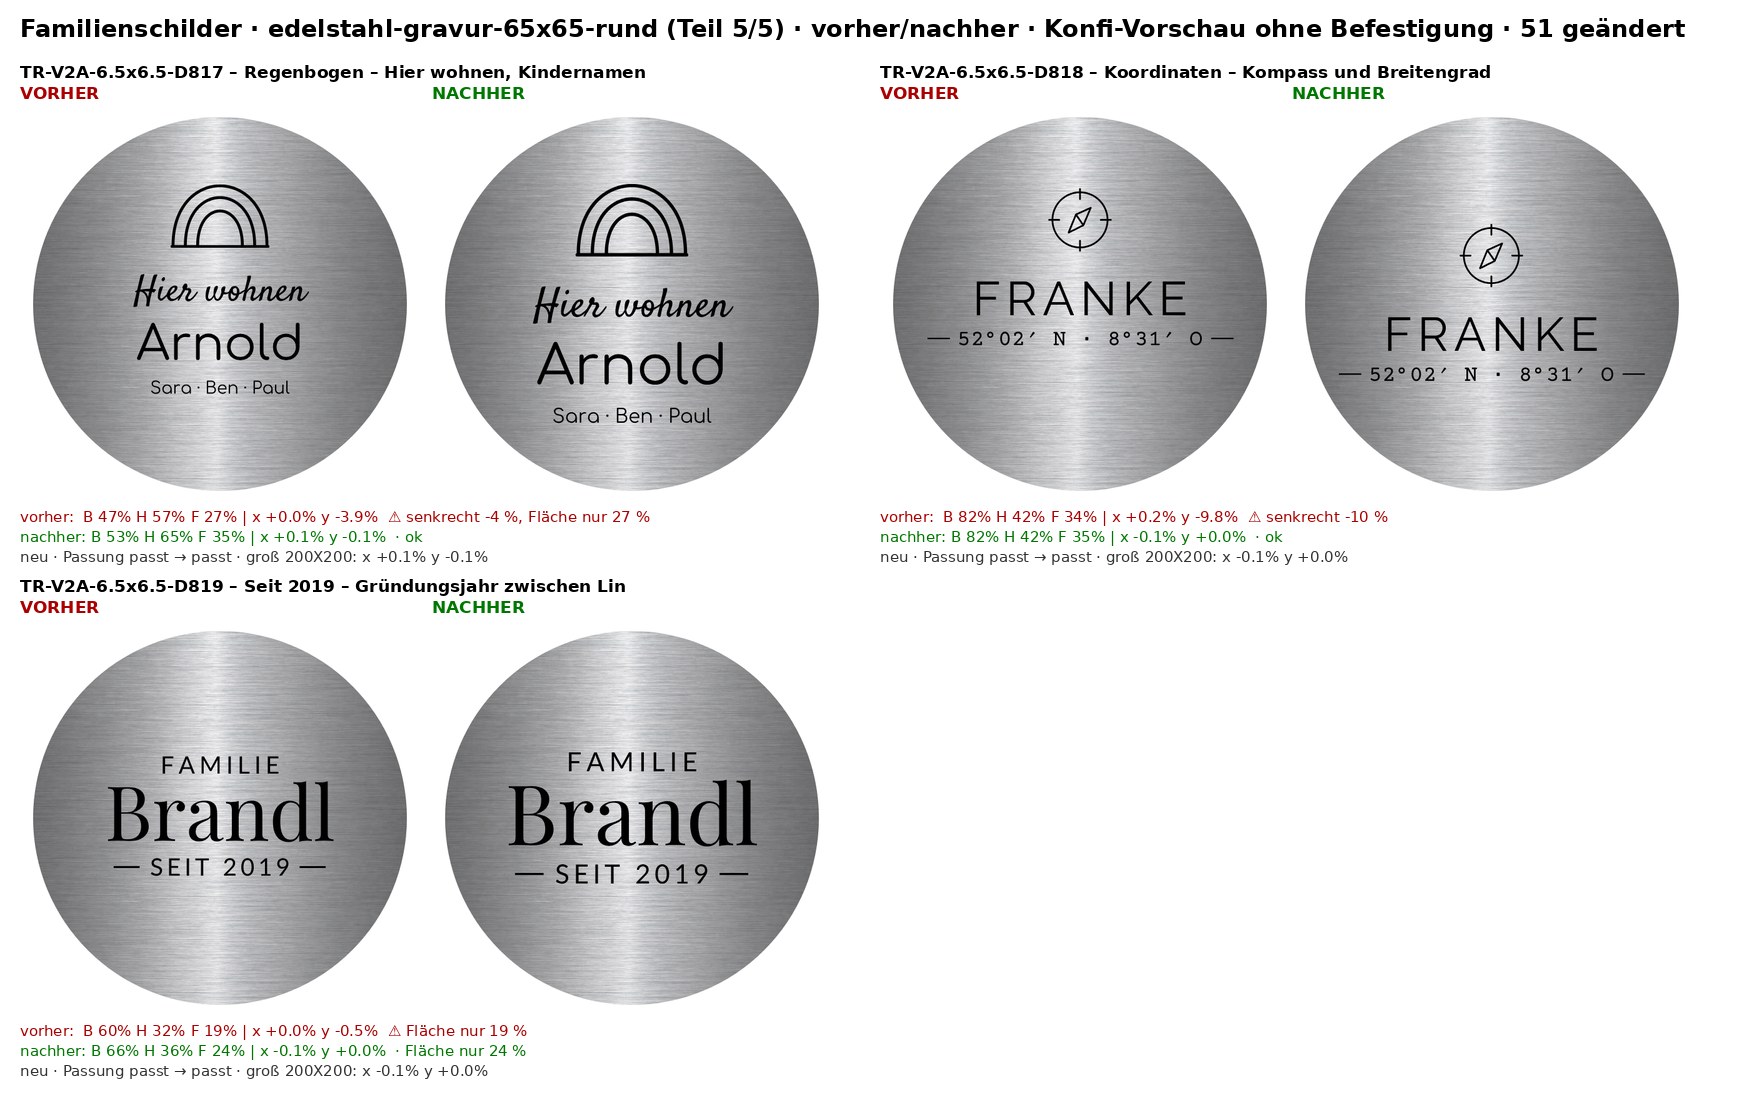 Familienschilder · edelstahl-gravur-65x65-rund (Teil 5/5) · vorher/nachher · Konfi-Vorschau ohne Befestigung · 51 geändert
TR-V2A-6.5x6.5-D817 – Regenbogen – Hier wohnen, Kindernamen
VORHER
NACHHER
Hier wohnen
Arnold
Sara · Ben · Paul
Hier wohnen
Arnold
Sara · Ben · Paul
vorher:  B 47% H 57% F 27% | x +0.0% y -3.9%  ⚠ senkrecht -4 %, Fläche nur 27 %
nachher: B 53% H 65% F 35% | x +0.1% y -0.1%  · ok
neu · Passung passt → passt · groß 200X200: x +0.1% y -0.1%
TR-V2A-6.5x6.5-D818 – Koordinaten – Kompass und Breitengrad
VORHER
NACHHER
FRANKE
— 52°02′ N · 8°31′ O —
FRANKE
— 52°02′ N · 8°31′ O —
vorher:  B 82% H 42% F 34% | x +0.2% y -9.8%  ⚠ senkrecht -10 %
nachher: B 82% H 42% F 35% | x -0.1% y +0.0%  · ok
neu · Passung passt → passt · groß 200X200: x -0.1% y +0.0%
TR-V2A-6.5x6.5-D819 – Seit 2019 – Gründungsjahr zwischen Lin
VORHER
NACHHER
FAMILIE
Brandl
— SEIT 2019 —
FAMILIE
Brandl
— SEIT 2019 —
vorher:  B 60% H 32% F 19% | x +0.0% y -0.5%  ⚠ Fläche nur 19 %
nachher: B 66% H 36% F 24% | x -0.1% y +0.0%  · Fläche nur 24 %
neu · Passung passt → passt · groß 200X200: x -0.1% y +0.0%